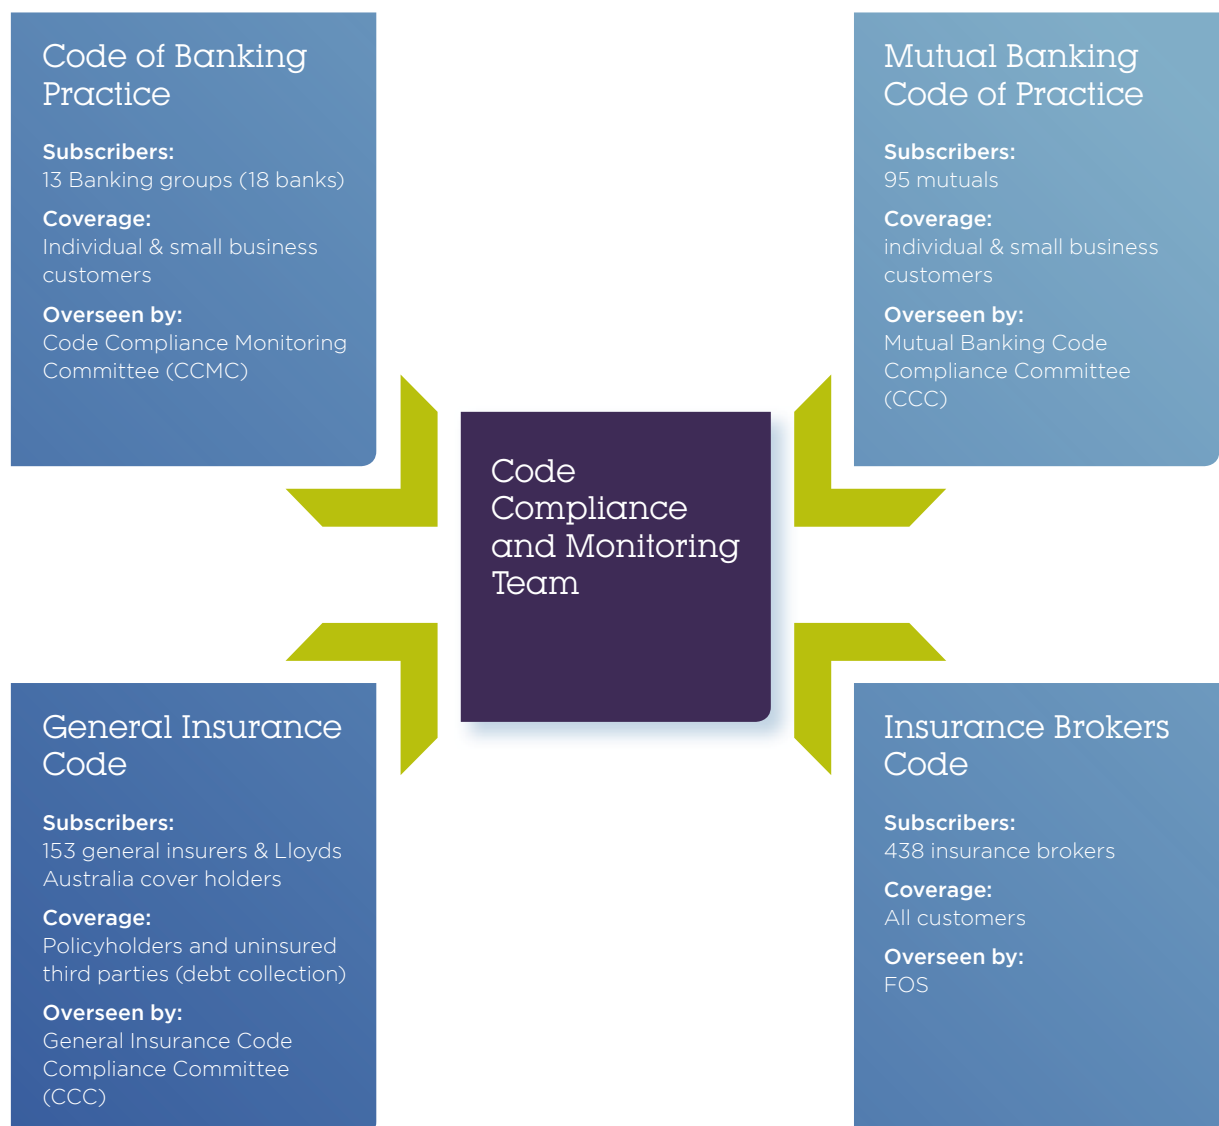 Code of Banking
Practice
Subscribers:
13 Banking groups (18 banks)
Coverage:
Individual & small business
customers
Overseen by:
Code Compliance Monitoring
Committee (CCMC)
Mutual Banking
Code of Practice
Subscribers:
95 mutuals
Coverage:
individual & small business
customers
Overseen by:
Mutual Banking Code
Compliance Committee
(CCC)
Code
Compliance
and Monitoring
Team
General Insurance
Code
Subscribers:
153 general insurers & Lloyds
Australia cover holders
Coverage:
Policyholders and uninsured
third parties (debt collection)
Overseen by:
General Insurance Code
Compliance Committee
(CCC)
Insurance Brokers
Code
Subscribers:
438 insurance brokers
Coverage:
All customers
Overseen by:
FOS